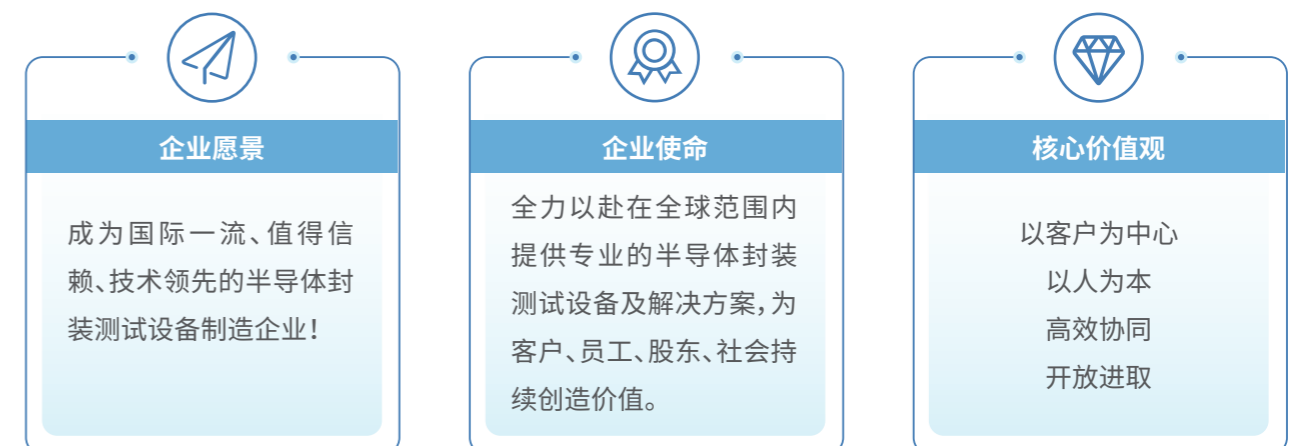 企业愿景
成为国际一流、值得信
赖、技术领先的半导体封
装测试设备制造企业！
企业使命
全力以赴在全球范围内
提供专业的半导体封装
测试设备及解决方案，为
客户、员工、股东、社会持
续创造价值。
核心价值观
以客户为中心
以人为本
高效协同
开放进取